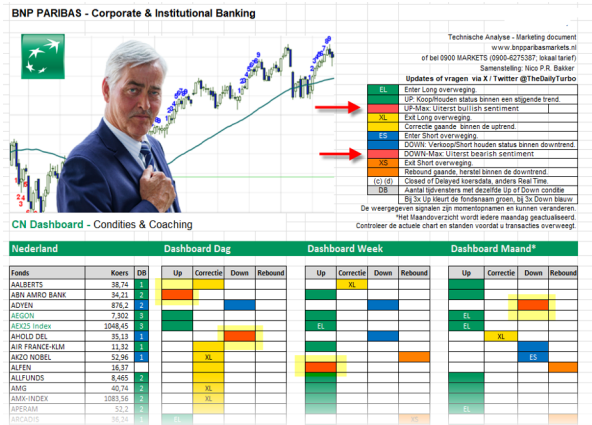 BNP PARIBAS - Corporate & Institutional Banking
Technische Analyse - Marketing document
www.bnpparibasmarkets.nl
of bel 0900 MARKETS (0900-6275387; lokaal tarief)
Samenstelling: Nico P.R. Bakker
Updates of vragen via X / Twitter @TheDailyTurbo
EL Enter Long overweging.
UP: Koop/Houden status binnen een stijgende trend.
UP-Max: Uiterst bullish sentiment
XL Exit Long overweging.
Correctie gaande binnen de uptrend.
ES Enter Short overweging.
DOWN: Verkoop/Short houden status binnen downtrend.
DOWN-Max: Uiterst bearish sentiment
XS Exit Short overweging.
Rebound gaande, herstel binnen de downtrend.
(c) (d) Closed of Delayed koersdata, anders Real Time.
DB Aantal tijdvensters met dezelfde Up of Down conditie
Bij 3x Up kleurt de fondsnaam groen, bij 3x Down blauw
De weergegeven signalen zijn momentopnamen en kunnen veranderen.
*Het Maandoverzicht wordt iedere maandag geactualiseerd.
Controleer de actuele chart en standen voordat u transacties overweegt.
CN Dashboard - Condities & Coaching
Nederland Dashboard Dag Dashboard Week Dashboard Maand*
Fonds Koers DB Up Correctie Down Rebound Up Correctie Down Rebound Up Correctie Down Rebound
AALBERTS 38,74 1 XL
ABN AMRO BANK 34,21 2
ADYEN 876,2 2
AEGON 7,302 3 EL
AEX25 Index 1048,45 3 EL EL
AHOLD DEL 35,13 1 XL
AIR FRANCE-KLM 11,32 1
AKZO NOBEL 52,96 1 XL ES
ALFEN 16,37
ALLFUNDS 8,465 2
AMG 40,74 2 XL
AMX-INDEX 1083,56 2 XL
APERAM 52,2 2 EL
ARCADIS 36,24 1 EL XS